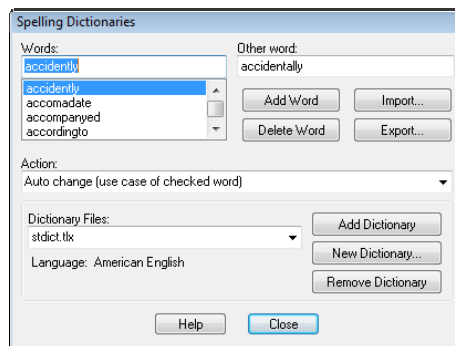 Spelling Dictionaries
Words: Other word:
accidently accidentally
accidently
accomadate
accompanyed
accordingto
Add Word Import...
Delete Word Export...
Action:
Auto change (use case of checked word)
Dictionary Files:
stdict.tlx
Language: American English
Add Dictionary
New Dictionary...
Remove Dictionary
Help Close